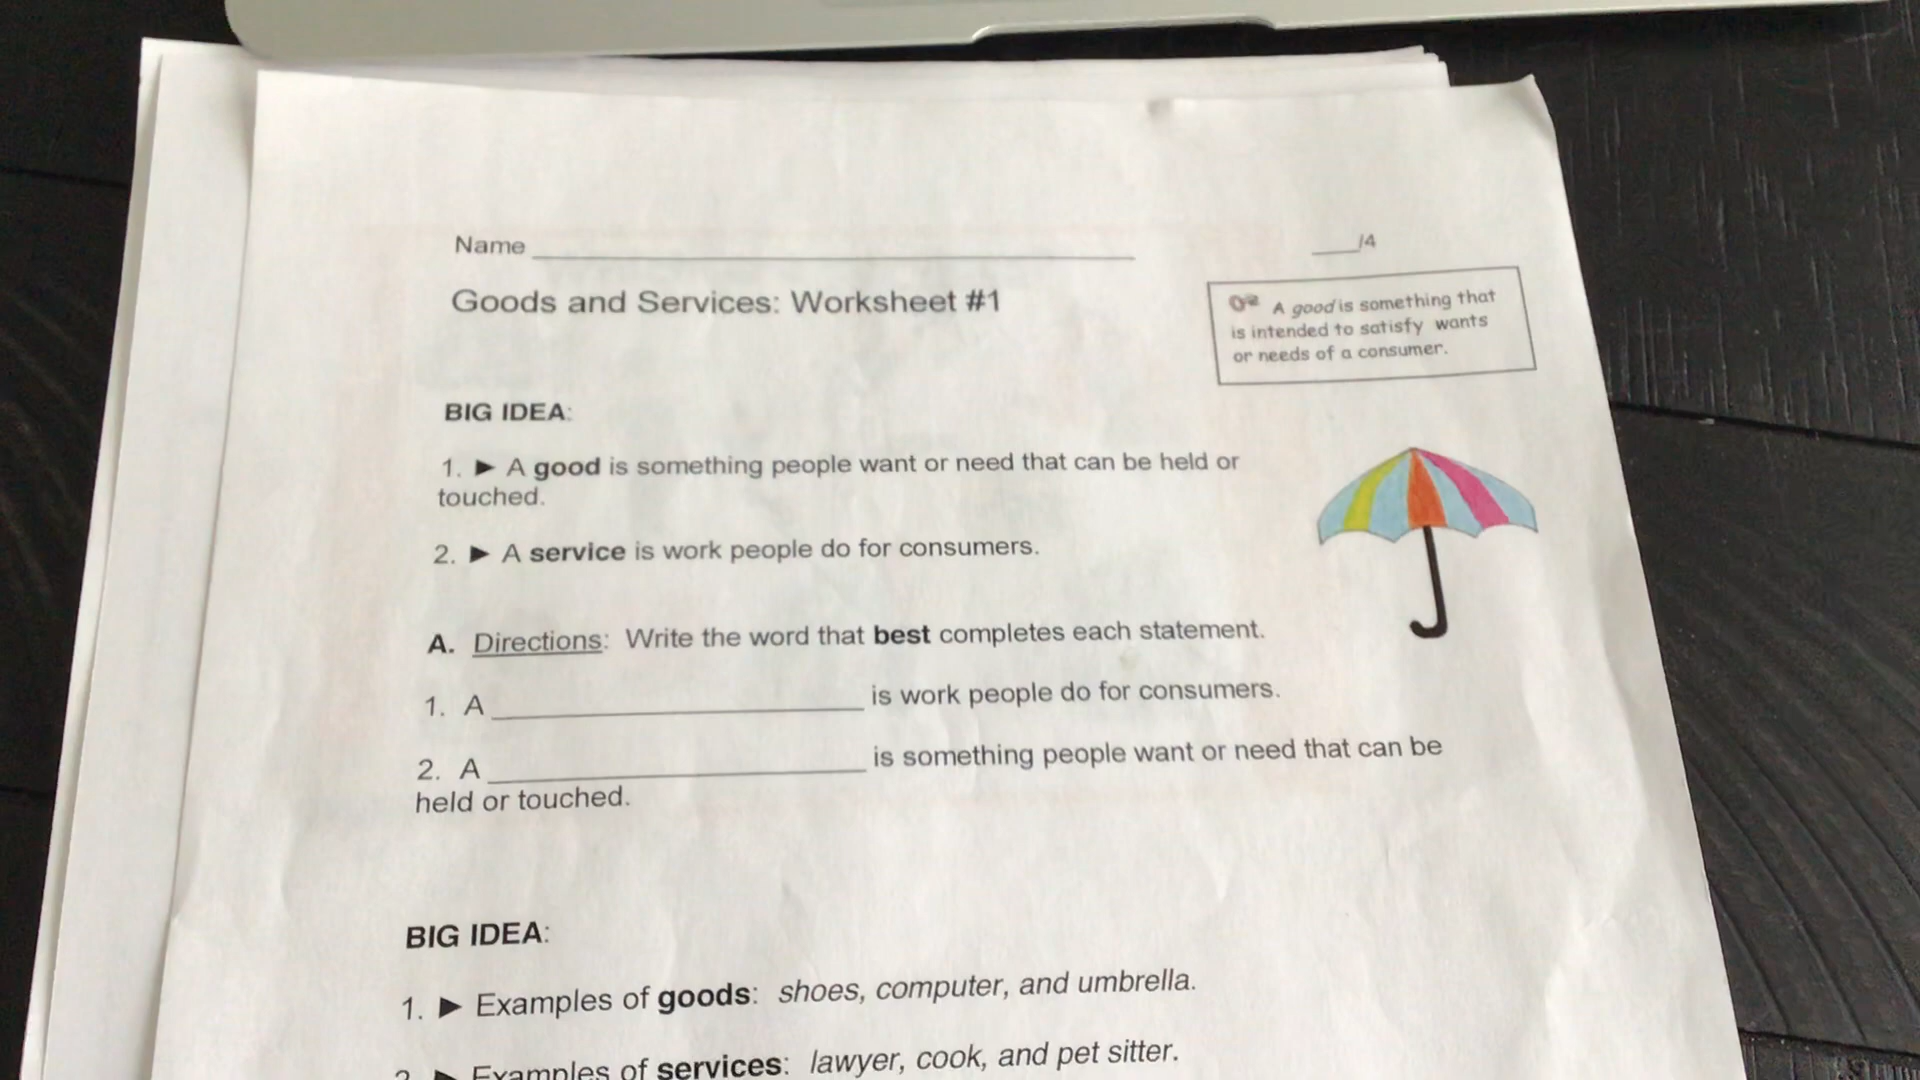 Name
___/4
Goods and Services: Worksheet #1
A good is something that
is intended to satisfy wants
or needs of a consumer.
BIG IDEA:
1. ► A good is something people want or need that can be held or
touched.
2. ► A service is work people do for consumers.
A. Directions: Write the word that best completes each statement.
1. A ____________ is work people do for consumers.
2. A ____________ is something people want or need that can be
held or touched.
BIG IDEA:
1. ► Examples of goods: shoes, computer, and umbrella.
2. ► Examples of services: lawyer, cook, and pet sitter.